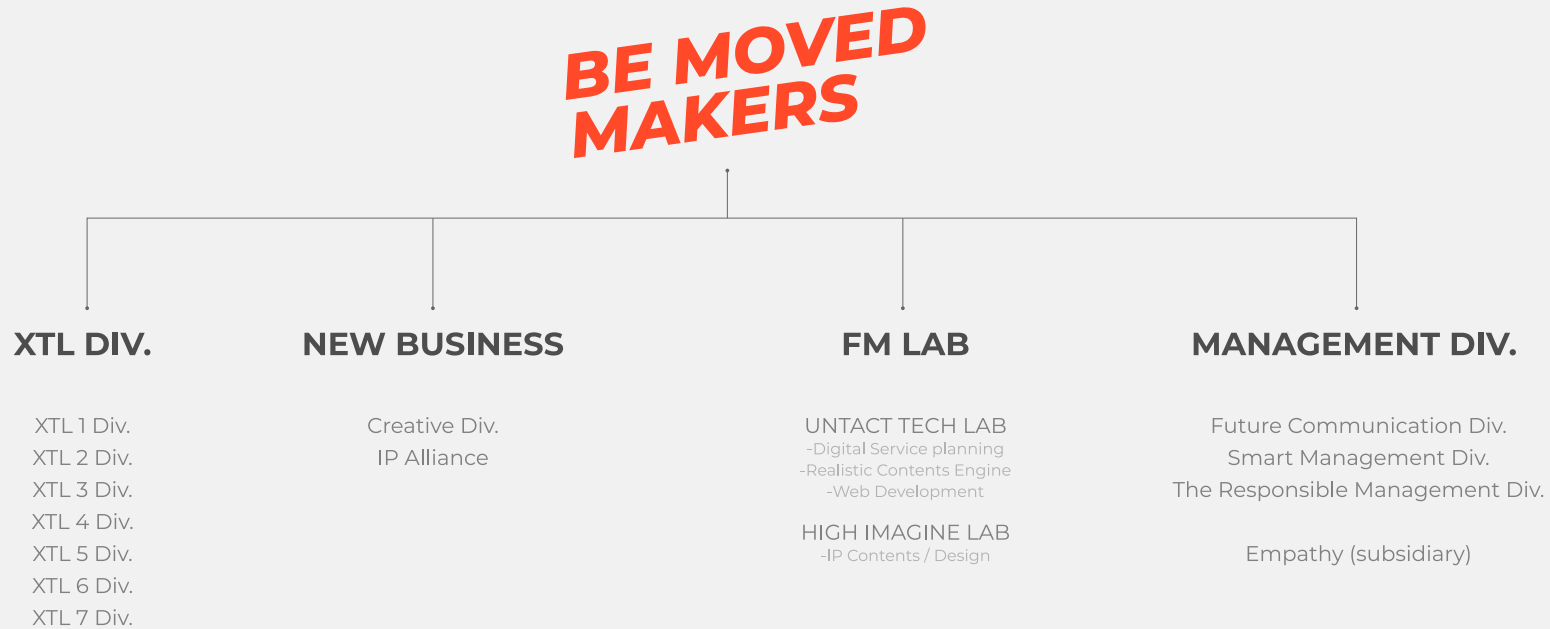 BE MOVED
MAKERS
XTL DIV.
XTL 1 Div.
XTL 2 Div.
XTL 3 Div.
XTL 4 Div.
XTL 5 Div.
XTL 6 Div.
XTL 7 Div.
NEW BUSINESS
Creative Div.
IP Alliance
FM LAB
UNTACT TECH LAB
-Digital Service planning
-Realistic Contents Engine
-Web Development
HIGH IMAGINE LAB
-IP Contents / Design
MANAGEMENT DIV.
Future Communication Div.
Smart Management Div.
The Responsible Management Div.
Empathy (subsidiary)